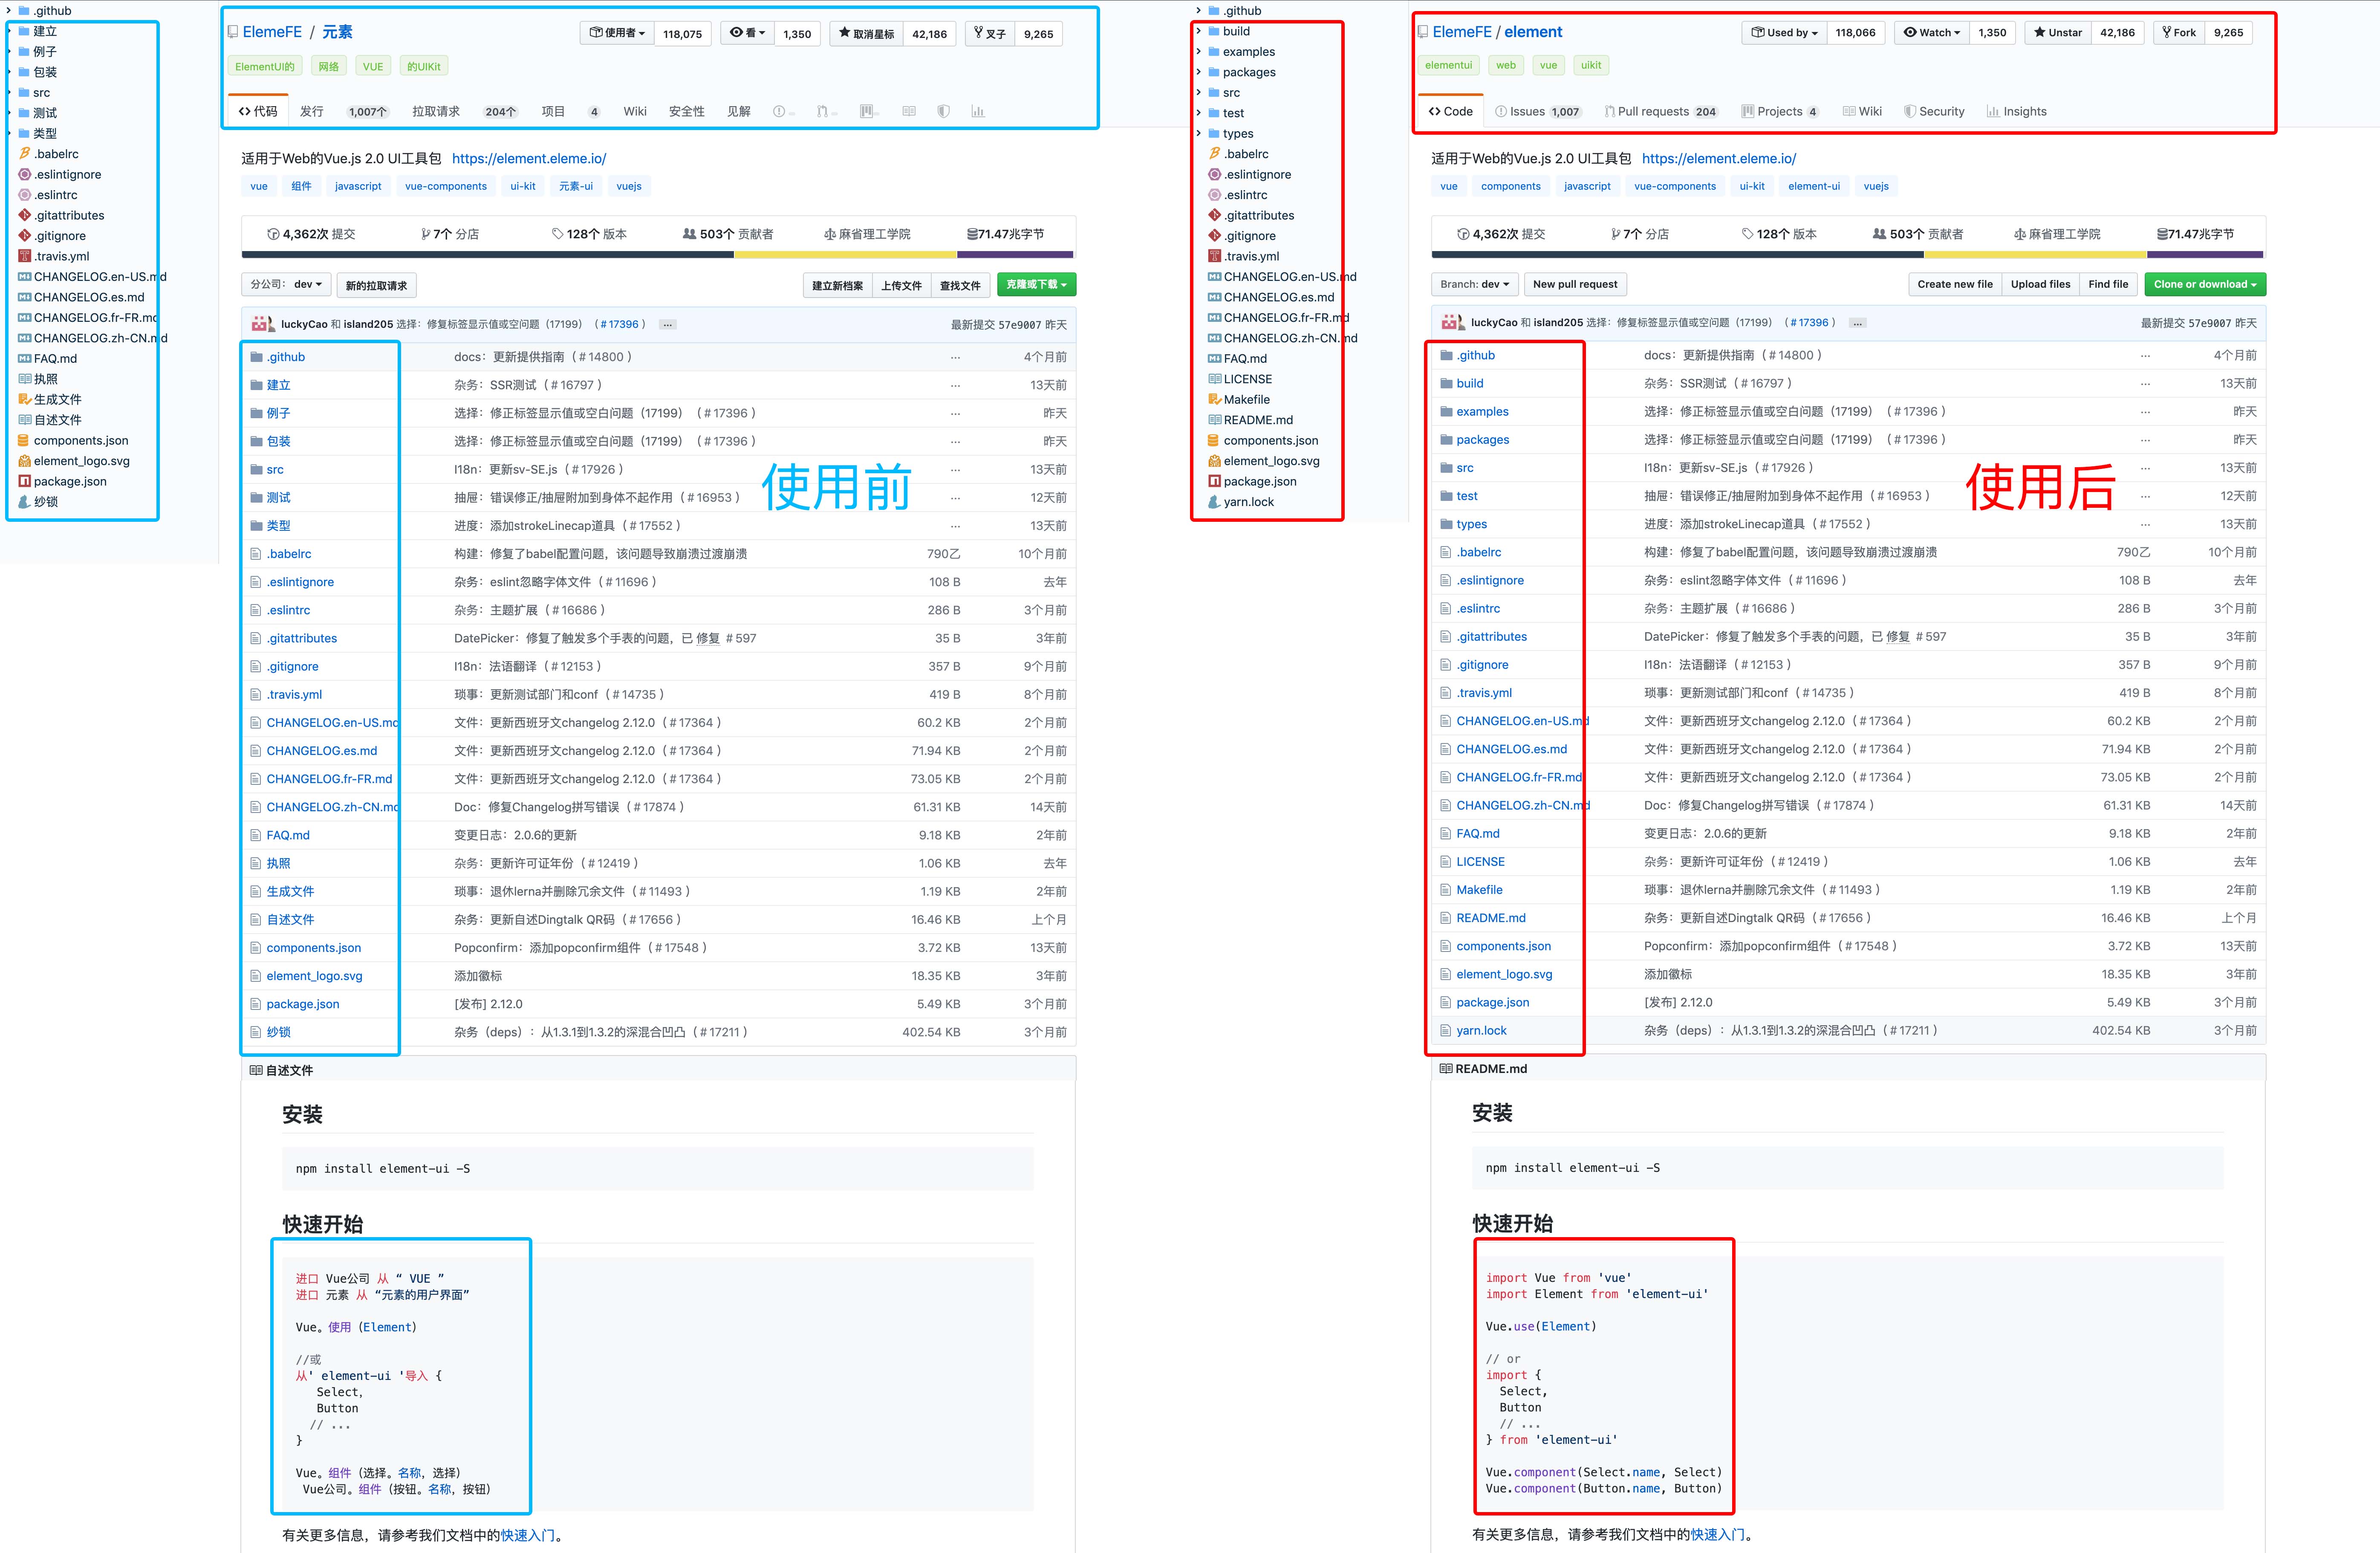 .github
建立
例子
包装
src
测试
类型
.babelrc
.eslintignore
.eslintrc
.gitattributes
.gitignore
.travis.yml
CHANGELOG.en-US.md
CHANGELOG.es.md
CHANGELOG.fr-FR.md
CHANGELOG.zh-CN.md
FAQ.md
执照
生成文件
自述文件
components.json
element_logo.svg
package.json
纱锁
ElemeFE / 元素
使用者 118,075 看 1,350 取消星标 42,186 叉子 9,265
ElementUI的 网络 VUE 的UIKit
代码 发行 1,007个 拉取请求 204个 项目 4 Wiki 安全性 见解
适用于Web的Vue.js 2.0 UI工具包 https://element.eleme.io/
vue 组件 javascript vue-components ui-kit 元素-ui vuejs
4,362次 提交 7个 分店 128个 版本 503个 贡献者 麻省理工学院 71.47兆字节
分公司： dev 新的拉取请求 建立新档案 上传文件 查找文件 克隆或下载
luckyCao 和 island205 选择：修复标签显示值或空问题（17199）（＃17396 ） ... 最新提交 57e9007 昨天
.github docs：更新提供指南（＃14800 ） ... 4个月前
建立 杂务：SSR测试（＃16797 ） ... 13天前
例子 选择：修正标签显示值或空白问题（17199）（＃17396 ） ... 昨天
包装 选择：修正标签显示值或空白问题（17199）（＃17396 ） ... 昨天
src I18n：更新sv-SE.js（＃17926 ） ... 13天前
测试 抽屉：错误修正/抽屉附加到身体不起作用（＃16953 ） ... 12天前
类型 进度：添加strokeLinecap道具（＃17552 ） ... 13天前
.babelrc 构建：修复了babel配置问题，该问题导致崩溃过渡崩溃 790乙 10个月前
.eslintignore 杂务：eslint忽略字体文件（＃11696 ） 108 B 去年
.eslintrc 杂务：主题扩展（＃16686 ） 286 B 3个月前
.gitattributes DatePicker：修复了触发多个手表的问题，已 修复 ＃597 35 B 3年前
.gitignore I18n：法语翻译（＃12153 ） 357 B 9个月前
.travis.yml 琐事：更新测试部门和conf（＃14735 ） 419 B 8个月前
CHANGELOG.en-US.md 文件：更新西班牙文changelog 2.12.0（＃17364 ） 60.2 KB 2个月前
CHANGELOG.es.md 文件：更新西班牙文changelog 2.12.0（＃17364 ） 71.94 KB 2个月前
CHANGELOG.fr-FR.md 文件：更新西班牙文changelog 2.12.0（＃17364 ） 73.05 KB 2个月前
CHANGELOG.zh-CN.md Doc：修复Changelog拼写错误（＃17874 ） 61.31 KB 14天前
FAQ.md 变更日志：2.0.6的更新 9.18 KB 2年前
执照 杂务：更新许可证年份（＃12419 ） 1.06 KB 去年
生成文件 琐事：退休lerna并删除冗余文件（＃11493 ） 1.19 KB 2年前
自述文件 杂务：更新自述Dingtalk QR码（＃17656 ） 16.46 KB 上个月
components.json Popconfirm：添加popconfirm组件（＃17548 ） 3.72 KB 13天前
element_logo.svg 添加徽标 18.35 KB 3年前
package.json [发布] 2.12.0 5.49 KB 3个月前
纱锁 杂务（deps）：从1.3.1到1.3.2的深混合凹凸（＃17211 ） 402.54 KB 3个月前
使用前
自述文件
安装
npm install element-ui -S
快速开始
进口 Vue公司 从 “ VUE ”
进口 元素 从 “元素的用户界面”
Vue。使用（Element）
//或
从' element-ui '导入 {
Select，
Button
// ...
}
Vue。组件（选择。名称，选择）
Vue公司。组件（按钮。名称，按钮）
有关更多信息，请参考我们文档中的快速入门。
.github
build
examples
packages
src
test
types
.babelrc
.eslintignore
.eslintrc
.gitattributes
.gitignore
.travis.yml
CHANGELOG.en-US.md
CHANGELOG.es.md
CHANGELOG.fr-FR.md
CHANGELOG.zh-CN.md
FAQ.md
LICENSE
Makefile
README.md
components.json
element_logo.svg
package.json
yarn.lock
ElemeFE / element
Used by 118,066 Watch 1,350 Unstar 42,186 Fork 9,265
elementui web vue uikit
Code Issues 1,007 Pull requests 204 Projects 4 Wiki Security Insights
适用于Web的Vue.js 2.0 UI工具包 https://element.eleme.io/
vue components javascript vue-components ui-kit element-ui vuejs
4,362次 提交 7个 分店 128个 版本 503个 贡献者 麻省理工学院 71.47兆字节
Branch: dev New pull request Create new file Upload files Find file Clone or download
luckyCao 和 island205 选择：修复标签显示值或空问题（17199）（＃17396 ） ... 最新提交 57e9007 昨天
.github docs：更新提供指南（＃14800 ） ... 4个月前
build 杂务：SSR测试（＃16797 ） ... 13天前
examples 选择：修正标签显示值或空白问题（17199）（＃17396 ） ... 昨天
packages 选择：修正标签显示值或空白问题（17199）（＃17396 ） ... 昨天
src I18n：更新sv-SE.js（＃17926 ） ... 13天前
test 抽屉：错误修正/抽屉附加到身体不起作用（＃16953 ） ... 12天前
types 进度：添加strokeLinecap道具（＃17552 ） ... 13天前
.babelrc 构建：修复了babel配置问题，该问题导致崩溃过渡崩溃 790乙 10个月前
.eslintignore 杂务：eslint忽略字体文件（＃11696 ） 108 B 去年
.eslintrc 杂务：主题扩展（＃16686 ） 286 B 3个月前
.gitattributes DatePicker：修复了触发多个手表的问题，已 修复 ＃597 35 B 3年前
.gitignore I18n：法语翻译（＃12153 ） 357 B 9个月前
.travis.yml 琐事：更新测试部门和conf（＃14735 ） 419 B 8个月前
CHANGELOG.en-US.md 文件：更新西班牙文changelog 2.12.0（＃17364 ） 60.2 KB 2个月前
CHANGELOG.es.md 文件：更新西班牙文changelog 2.12.0（＃17364 ） 71.94 KB 2个月前
CHANGELOG.fr-FR.md 文件：更新西班牙文changelog 2.12.0（＃17364 ） 73.05 KB 2个月前
CHANGELOG.zh-CN.md Doc：修复Changelog拼写错误（＃17874 ） 61.31 KB 14天前
FAQ.md 变更日志：2.0.6的更新 9.18 KB 2年前
LICENSE 杂务：更新许可证年份（＃12419 ） 1.06 KB 去年
Makefile 琐事：退休lerna并删除冗余文件（＃11493 ） 1.19 KB 2年前
README.md 杂务：更新自述Dingtalk QR码（＃17656 ） 16.46 KB 上个月
components.json Popconfirm：添加popconfirm组件（＃17548 ） 3.72 KB 13天前
element_logo.svg 添加徽标 18.35 KB 3年前
package.json [发布] 2.12.0 5.49 KB 3个月前
yarn.lock 杂务（deps）：从1.3.1到1.3.2的深混合凹凸（＃17211 ） 402.54 KB 3个月前
使用后
README.md
安装
npm install element-ui -S
快速开始
import Vue from 'vue'
import Element from 'element-ui'
Vue.use(Element)
// or
import {
Select,
Button
// ...
} from 'element-ui'
Vue.component(Select.name, Select)
Vue.component(Button.name, Button)
有关更多信息，请参考我们文档中的快速入门。